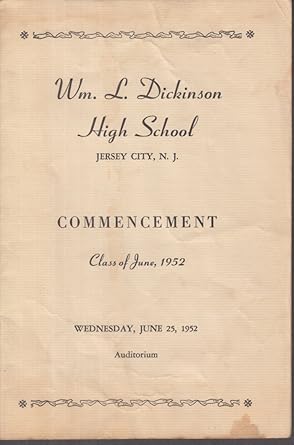 Wm. L. Dickinson
High School
JERSEY CITY, N. J.
COMMENCEMENT
Class of June, 1952
WEDNESDAY, JUNE 25, 1952
Auditorium